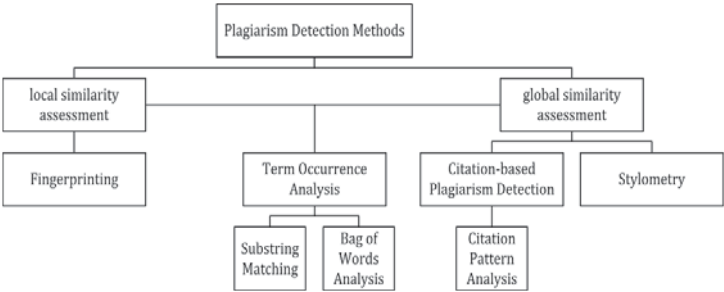 Plagiarism Detection Methods
local similarity
assessment
global similarity
assessment
Fingerprinting
Term Occurrence
Analysis
Citation-based
Plagiarism Detection
Stylometry
Substring
Matching
Bag of
Words
Analysis
Citation
Pattern
Analysis